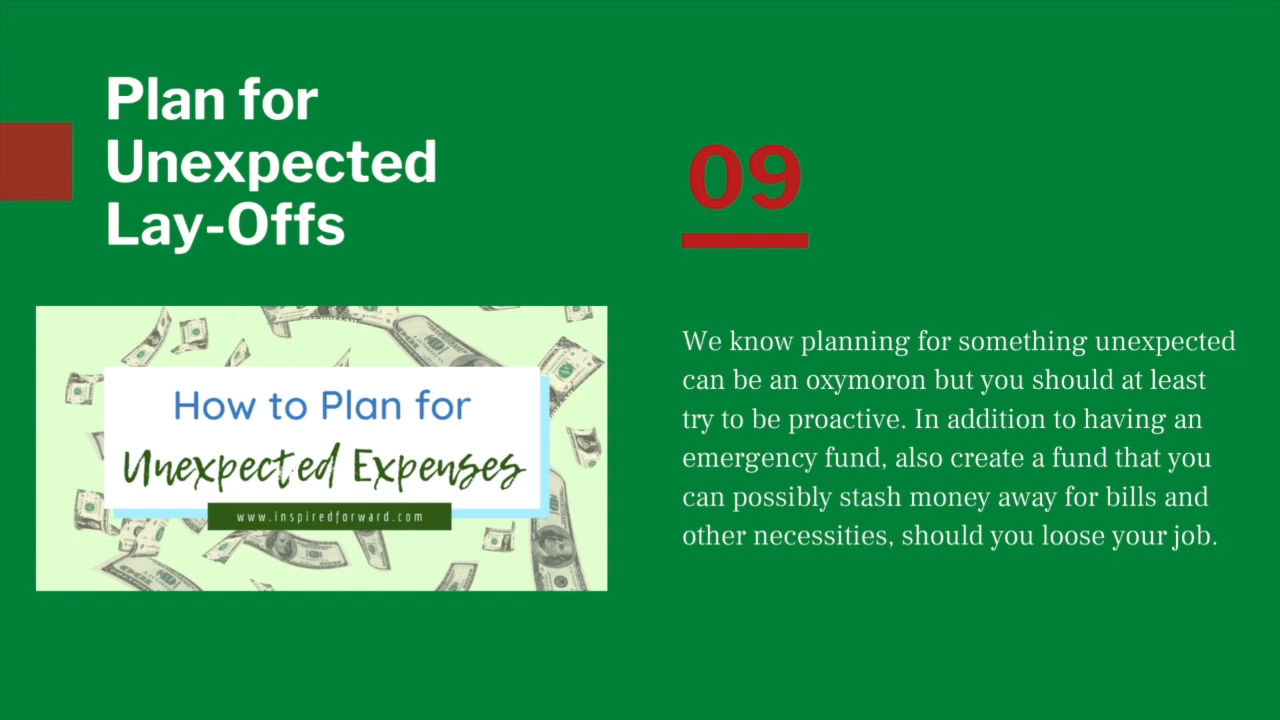 Plan for
Unexpected
Lay-Offs
How to Plan for
Unexpected Expenses
www.inspiredforward.com
09
We know planning for something unexpected
can be an oxymoron but you should at least
try to be proactive. In addition to having an
emergency fund, also create a fund that you
can possibly stash money away for bills and
other necessities, should you loose your job.